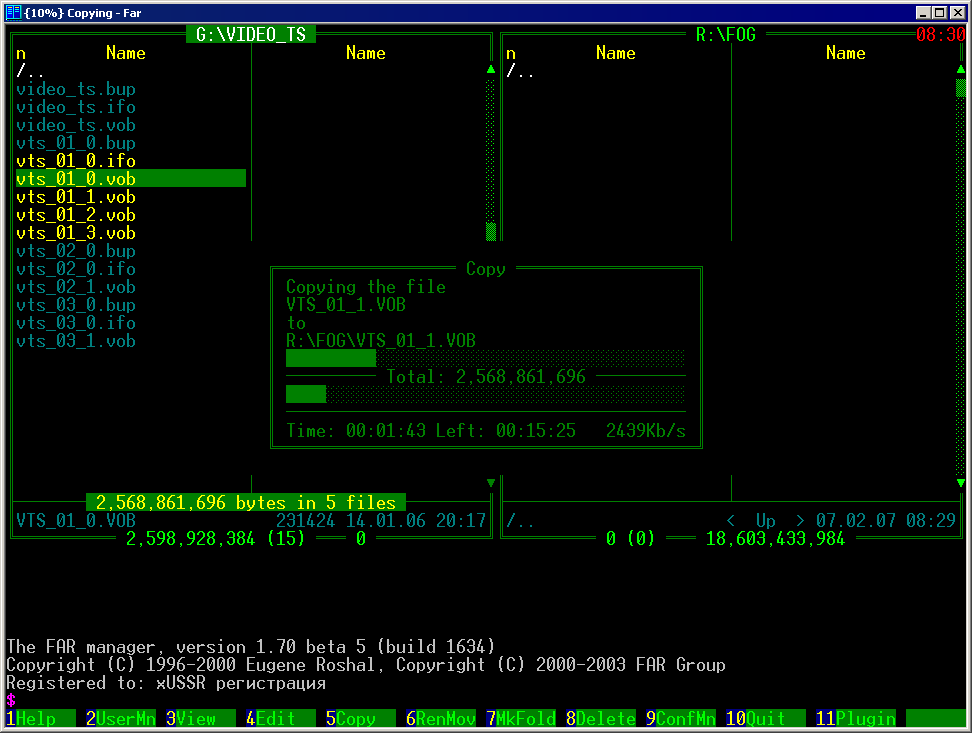 {10%} Copying - Far
G:\VIDEO_TS
R:\FOG
08:30
n Name Name
n Name Name
/..
/..
video_ts.bup
video_ts.ifo
video_ts.vob
vts_01_0.bup
vts_01_0.ifo
vts_01_0.vob
vts_01_1.vob
vts_01_2.vob
vts_01_3.vob
vts_02_0.bup
vts_02_0.ifo
vts_02_1.vob
vts_03_0.bup
vts_03_0.ifo
vts_03_1.vob
Copy
Copying the file
VTS_01_1.VOB
to
R:\FOG\VTS_01_1.VOB
Total: 2,568,861,696
Time: 00:01:43 Left: 00:15:25 2439Kb/s
2,568,861,696 bytes in 5 files
VTS_01_0.VOB 231424 14.01.06 20:17
/.. < Up > 07.02.07 08:29
2,598,928,384 (15) 0
0 (0) 18,603,433,984
The FAR manager, version 1.70 beta 5 (build 1634)
Copyright (C) 1996-2000 Eugene Roshal, Copyright (C) 2000-2003 FAR Group
Registered to: xUSSR регистрация
$
1Help 2UserMn 3View 4Edit 5Copy 6RenMov 7MkFold 8Delete 9ConfMn 10Quit 11Plugin